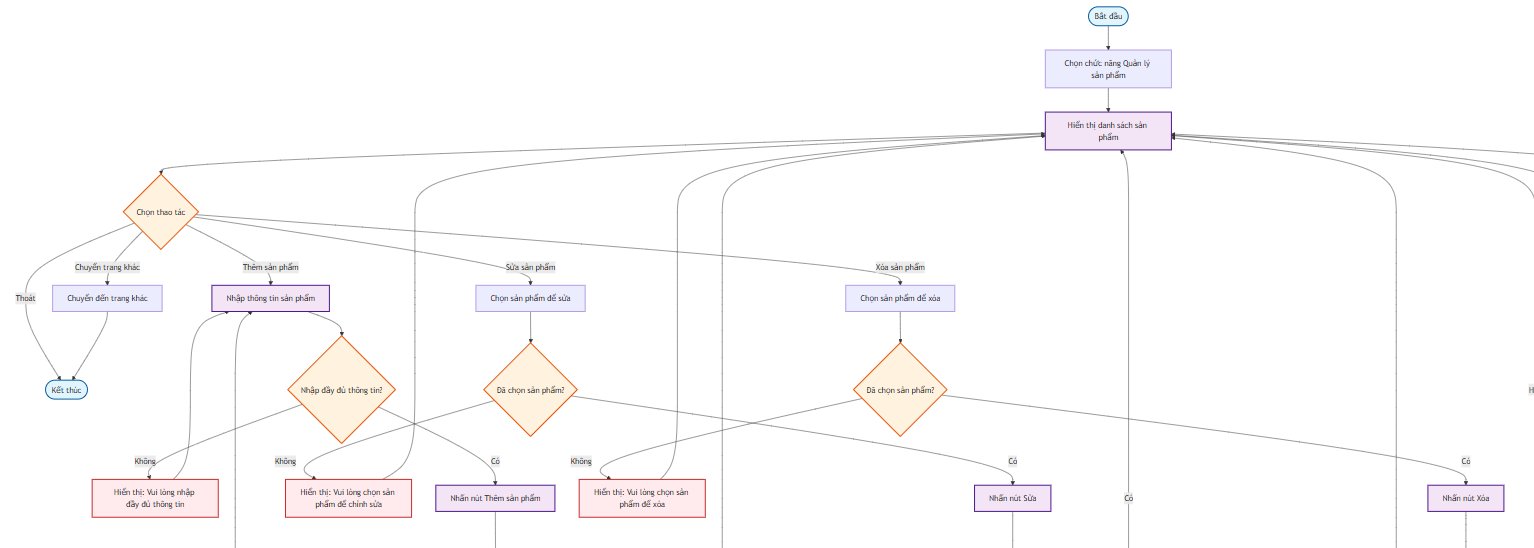 Bắt đầu
Chọn chức năng Quản lý
sản phẩm
Hiển thị danh sách sản
phẩm
Chọn thao tác
Chuyển trang khác
Thêm sản phẩm
Sửa sản phẩm
Xóa sản phẩm
Thoát
Chuyển đến trang khác
Nhập thông tin sản phẩm
Chọn sản phẩm để sửa
Chọn sản phẩm để xóa
Kết thúc
Nhập đầy đủ thông tin?
Đã chọn sản phẩm?
Đã chọn sản phẩm?
Không
Không
Có
Không
Có
Có
Hiển thị: Vui lòng nhập
đầy đủ thông tin
Hiển thị: Vui lòng chọn sản
phẩm để chỉnh sửa
Nhấn nút Thêm sản phẩm
Hiển thị: Vui lòng chọn sản
phẩm để xóa
Nhấn nút Sửa
Có
Nhấn nút Xóa